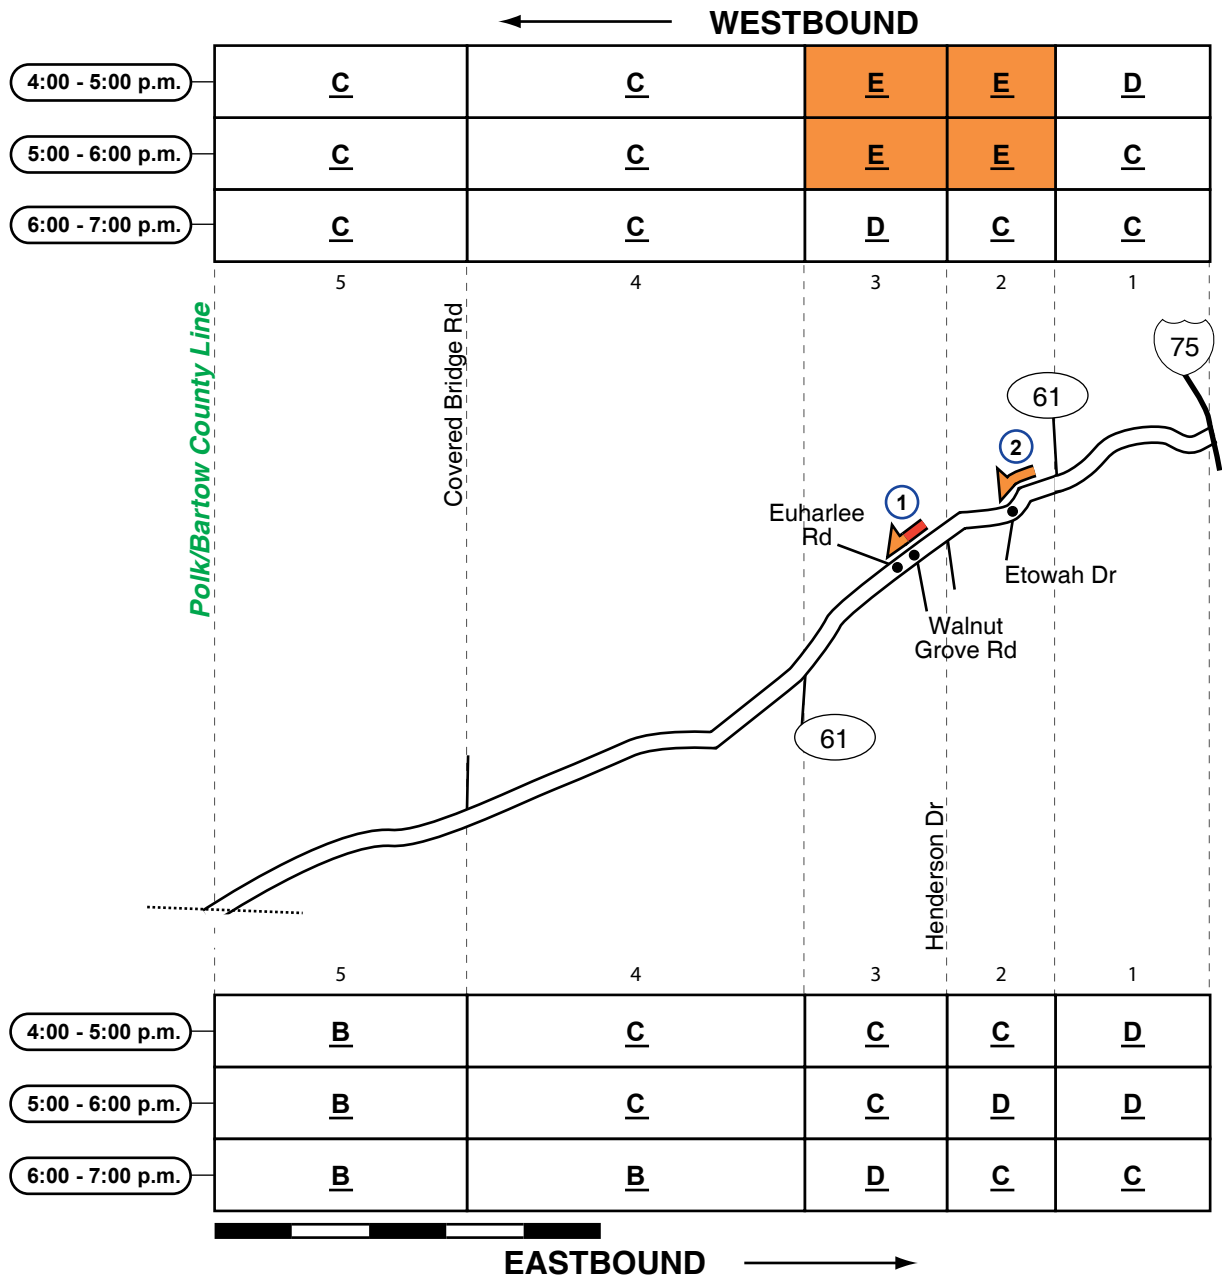 WESTBOUND
4:00 - 5:00 p.m. C C E E D
5:00 - 6:00 p.m. C C E E C
6:00 - 7:00 p.m. C C D C C
5 4 3 2 1
Polk/Bartow County Line
Covered Bridge Rd
75
61
2
1
Euharlee
Rd
Etowah Dr
Walnut
Grove Rd
61
Henderson Dr
5 4 3 2 1
4:00 - 5:00 p.m. B C C C D
5:00 - 6:00 p.m. B C C D D
6:00 - 7:00 p.m. B B D C C
EASTBOUND